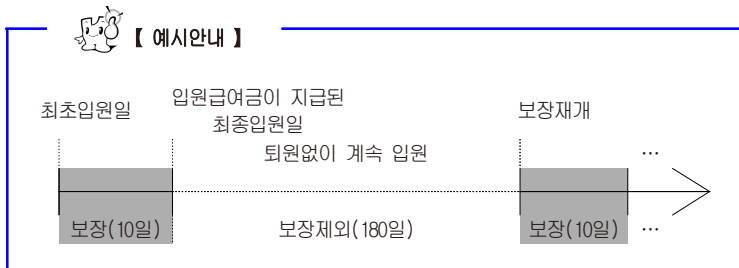 【 예시안내 】
최초입원일
입원급여금이 지급된
최종입원일
보장재개
퇴원없이 계속 입원
…
보장(10일)
보장제외(180일)
보장(10일)
…